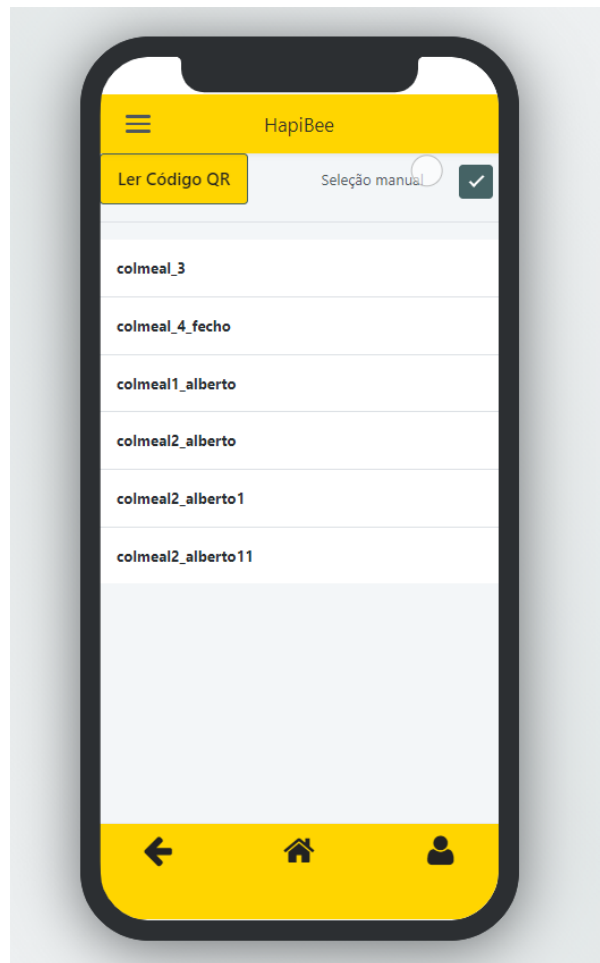 HapiBee
Ler Código QR
Seleção manual
colmeal_3
colmeal_4_fecho
colmeal1_alberto
colmeal2_alberto
colmeal2_alberto1
colmeal2_alberto11